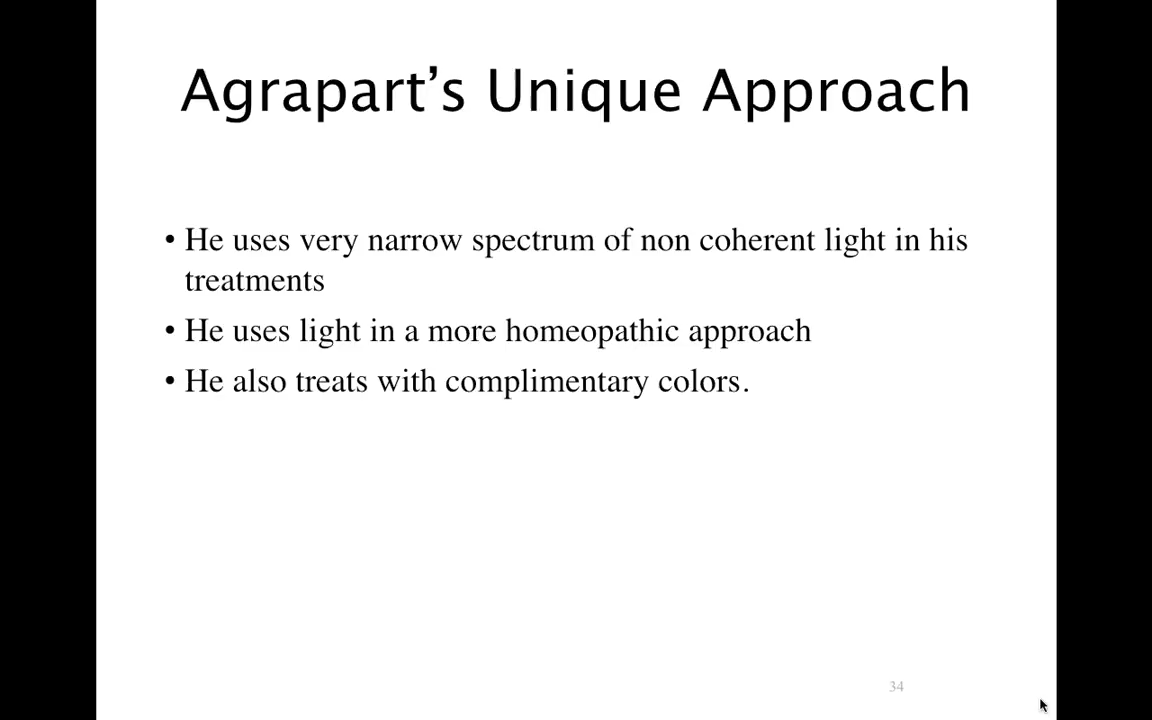 Agrapart’s Unique Approach
• He uses very narrow spectrum of non coherent light in his
treatments
• He uses light in a more homeopathic approach
• He also treats with complimentary colors.
34